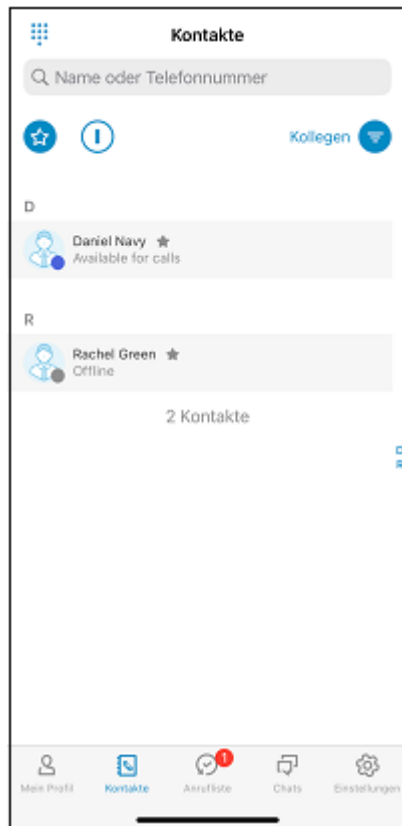 Kontakte
Name oder Telefonnummer
Kollegen
D
Daniel Navy
Available for calls
R
Rachel Green
Offline
2 Kontakte
D
R
1
Mein Profil
Kontakte
Anrufliste
Chats
Einstellungen